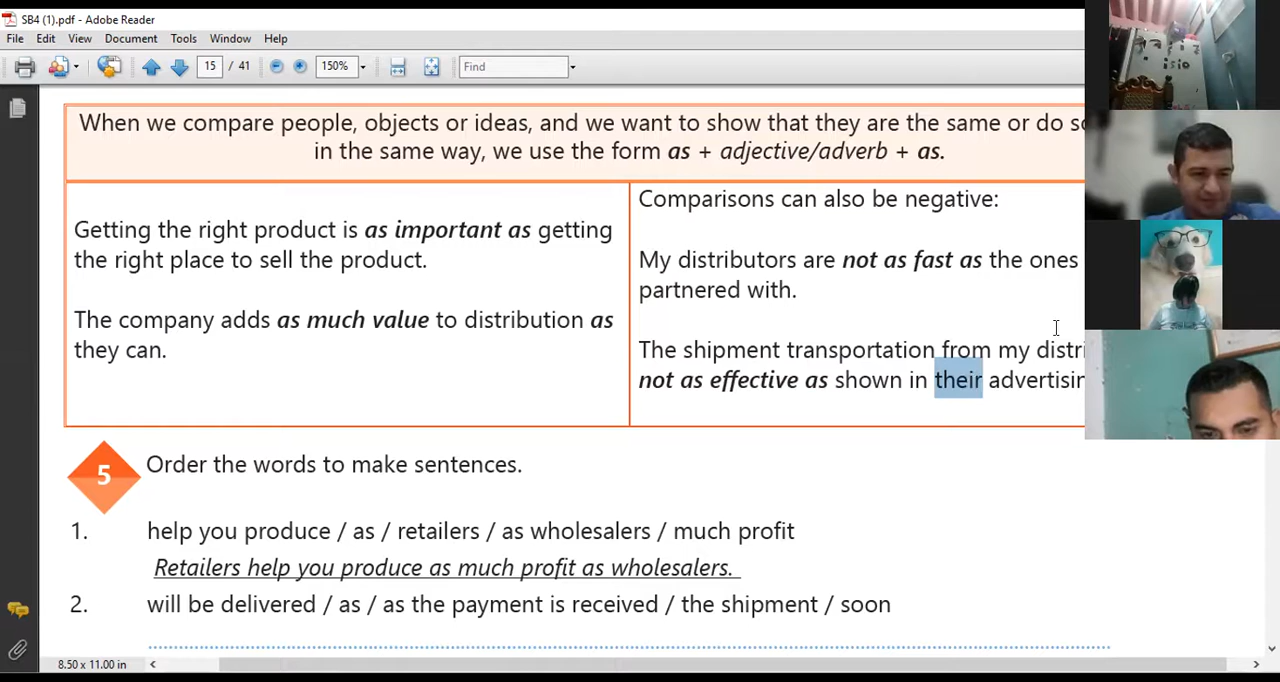 SB4 (1).pdf - Adobe Reader
File Edit View Document Tools Window Help
15 / 41 150% Find
When we compare people, objects or ideas, and we want to show that they are the same or do
in the same way, we use the form as + adjective/adverb + as.
Getting the right product is as important as getting
the right place to sell the product.
The company adds as much value to distribution as
they can.
Comparisons can also be negative:
My distributors are not as fast as the ones
partnered with.
The shipment transportation from my distri
not as effective as shown in their advertisin
5 Order the words to make sentences.
1. help you produce / as / retailers / as wholesalers / much profit
Retailers help you produce as much profit as wholesalers.
2. will be delivered / as / as the payment is received / the shipment / soon
8.50 x 11.00 in